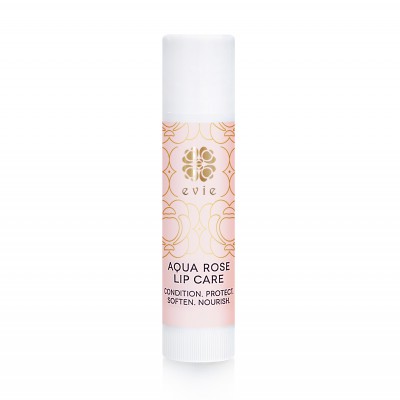 evie
AQUA ROSE
LIP CARE
CONDITION. PROTECT.
SOFTEN. NOURISH.